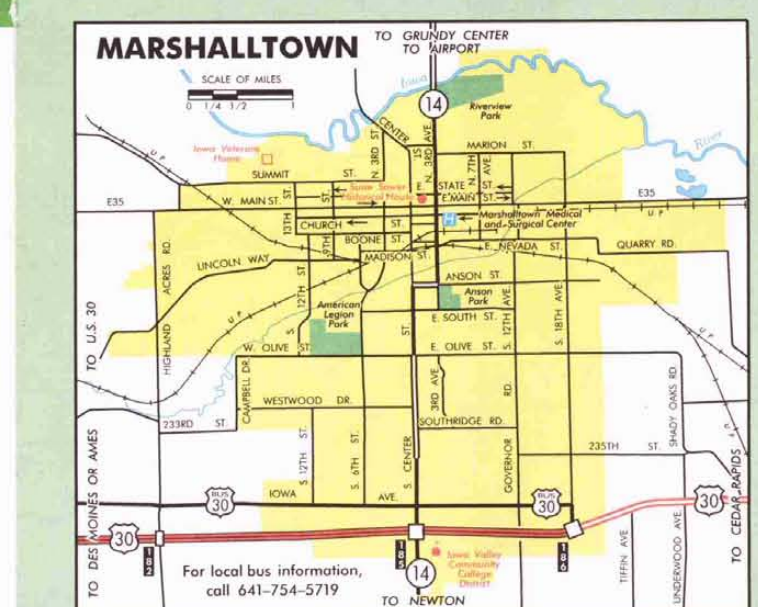 MARSHALLTOWN
TO GRUNDY CENTER
TO AIRPORT
SCALE OF MILES
0 1/4 1/2 1
Iowa
14
Riverview
Park
CENTER
ST.
N. 3RD ST.
N. 3RD AVE.
MARION ST.
N. 7TH
AVE.
River
UP
Iowa Veterans
Home
SUMMIT ST.
Susie Sower
Historical House
E. STATE ST.
W. MAIN ST.
E. MAIN ST.
E35
E35
UP
13TH ST.
9TH ST.
CHURCH ST.
H
Marshalltown Medical
and Surgical Center
BOONE ST.
E. NEVADA ST.
QUARRY RD.
LINCOLN WAY
MADISON ST.
ANSON ST.
HIGHLAND ACRES RD.
S. 12TH ST.
American
Legion
Park
Anson
Park
S. 12TH AVE.
S. 18TH AVE.
UP
E. SOUTH ST.
UP
TO U.S. 30
W. OLIVE ST.
E. OLIVE ST.
CAMPBELL DR.
WESTWOOD DR.
3RD AVE.
SHADY OAKS RD.
233RD ST.
SOUTHRIDGE RD.
235TH ST.
S. 12TH ST.
S. 6TH ST.
S. CENTER ST.
GOVERNOR RD.
TO DES MOINES OR AMES
IOWA AVE.
BUS
30
BUS
30
30
TO CEDAR RAPIDS
30
182
185
186
TIFFIN AVE.
UNDERWOOD AVE.
Iowa Valley
Community
College
District
For local bus information,
call 641–754–5719
14
TO NEWTON